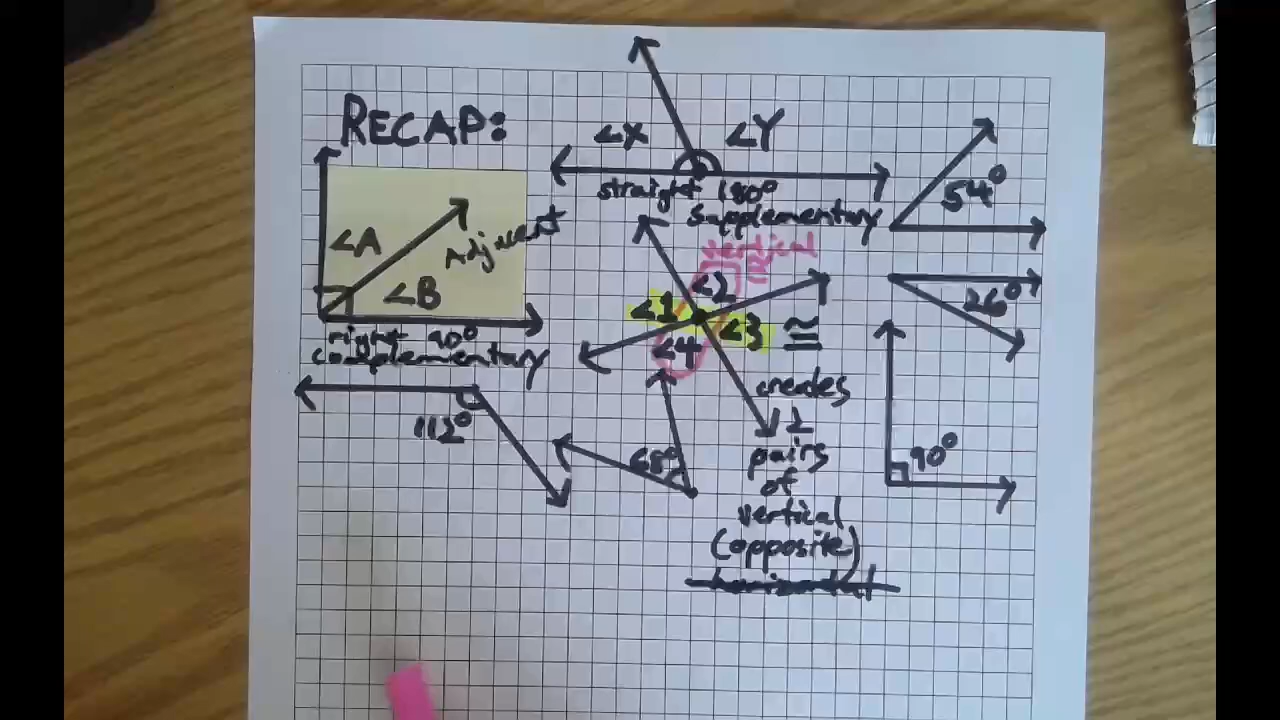 RECAP:
∠X
∠Y
straight 180°
supplementary
∠A
Adjacent
∠B
right 90°
complementary
vertical
∠2
∠1
∠3 ≅
∠4
creates
2
pairs
of
vertical
(opposite)
horizontal
112°
68°
54°
26°
90°